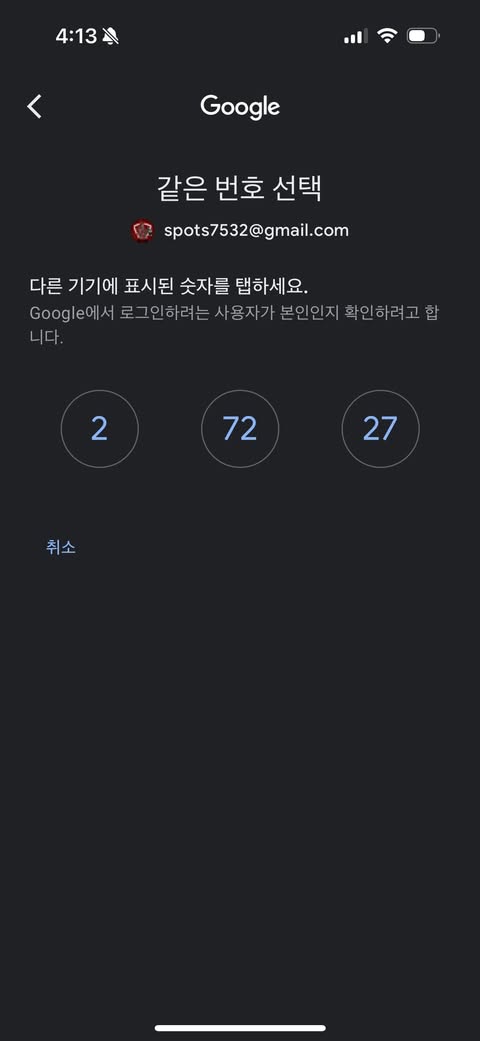 4:13
Google
같은 번호 선택
spots7532@gmail.com
다른 기기에 표시된 숫자를 탭하세요.
Google에서 로그인하려는 사용자가 본인인지 확인하려고 합
니다.
2 72 27
취소